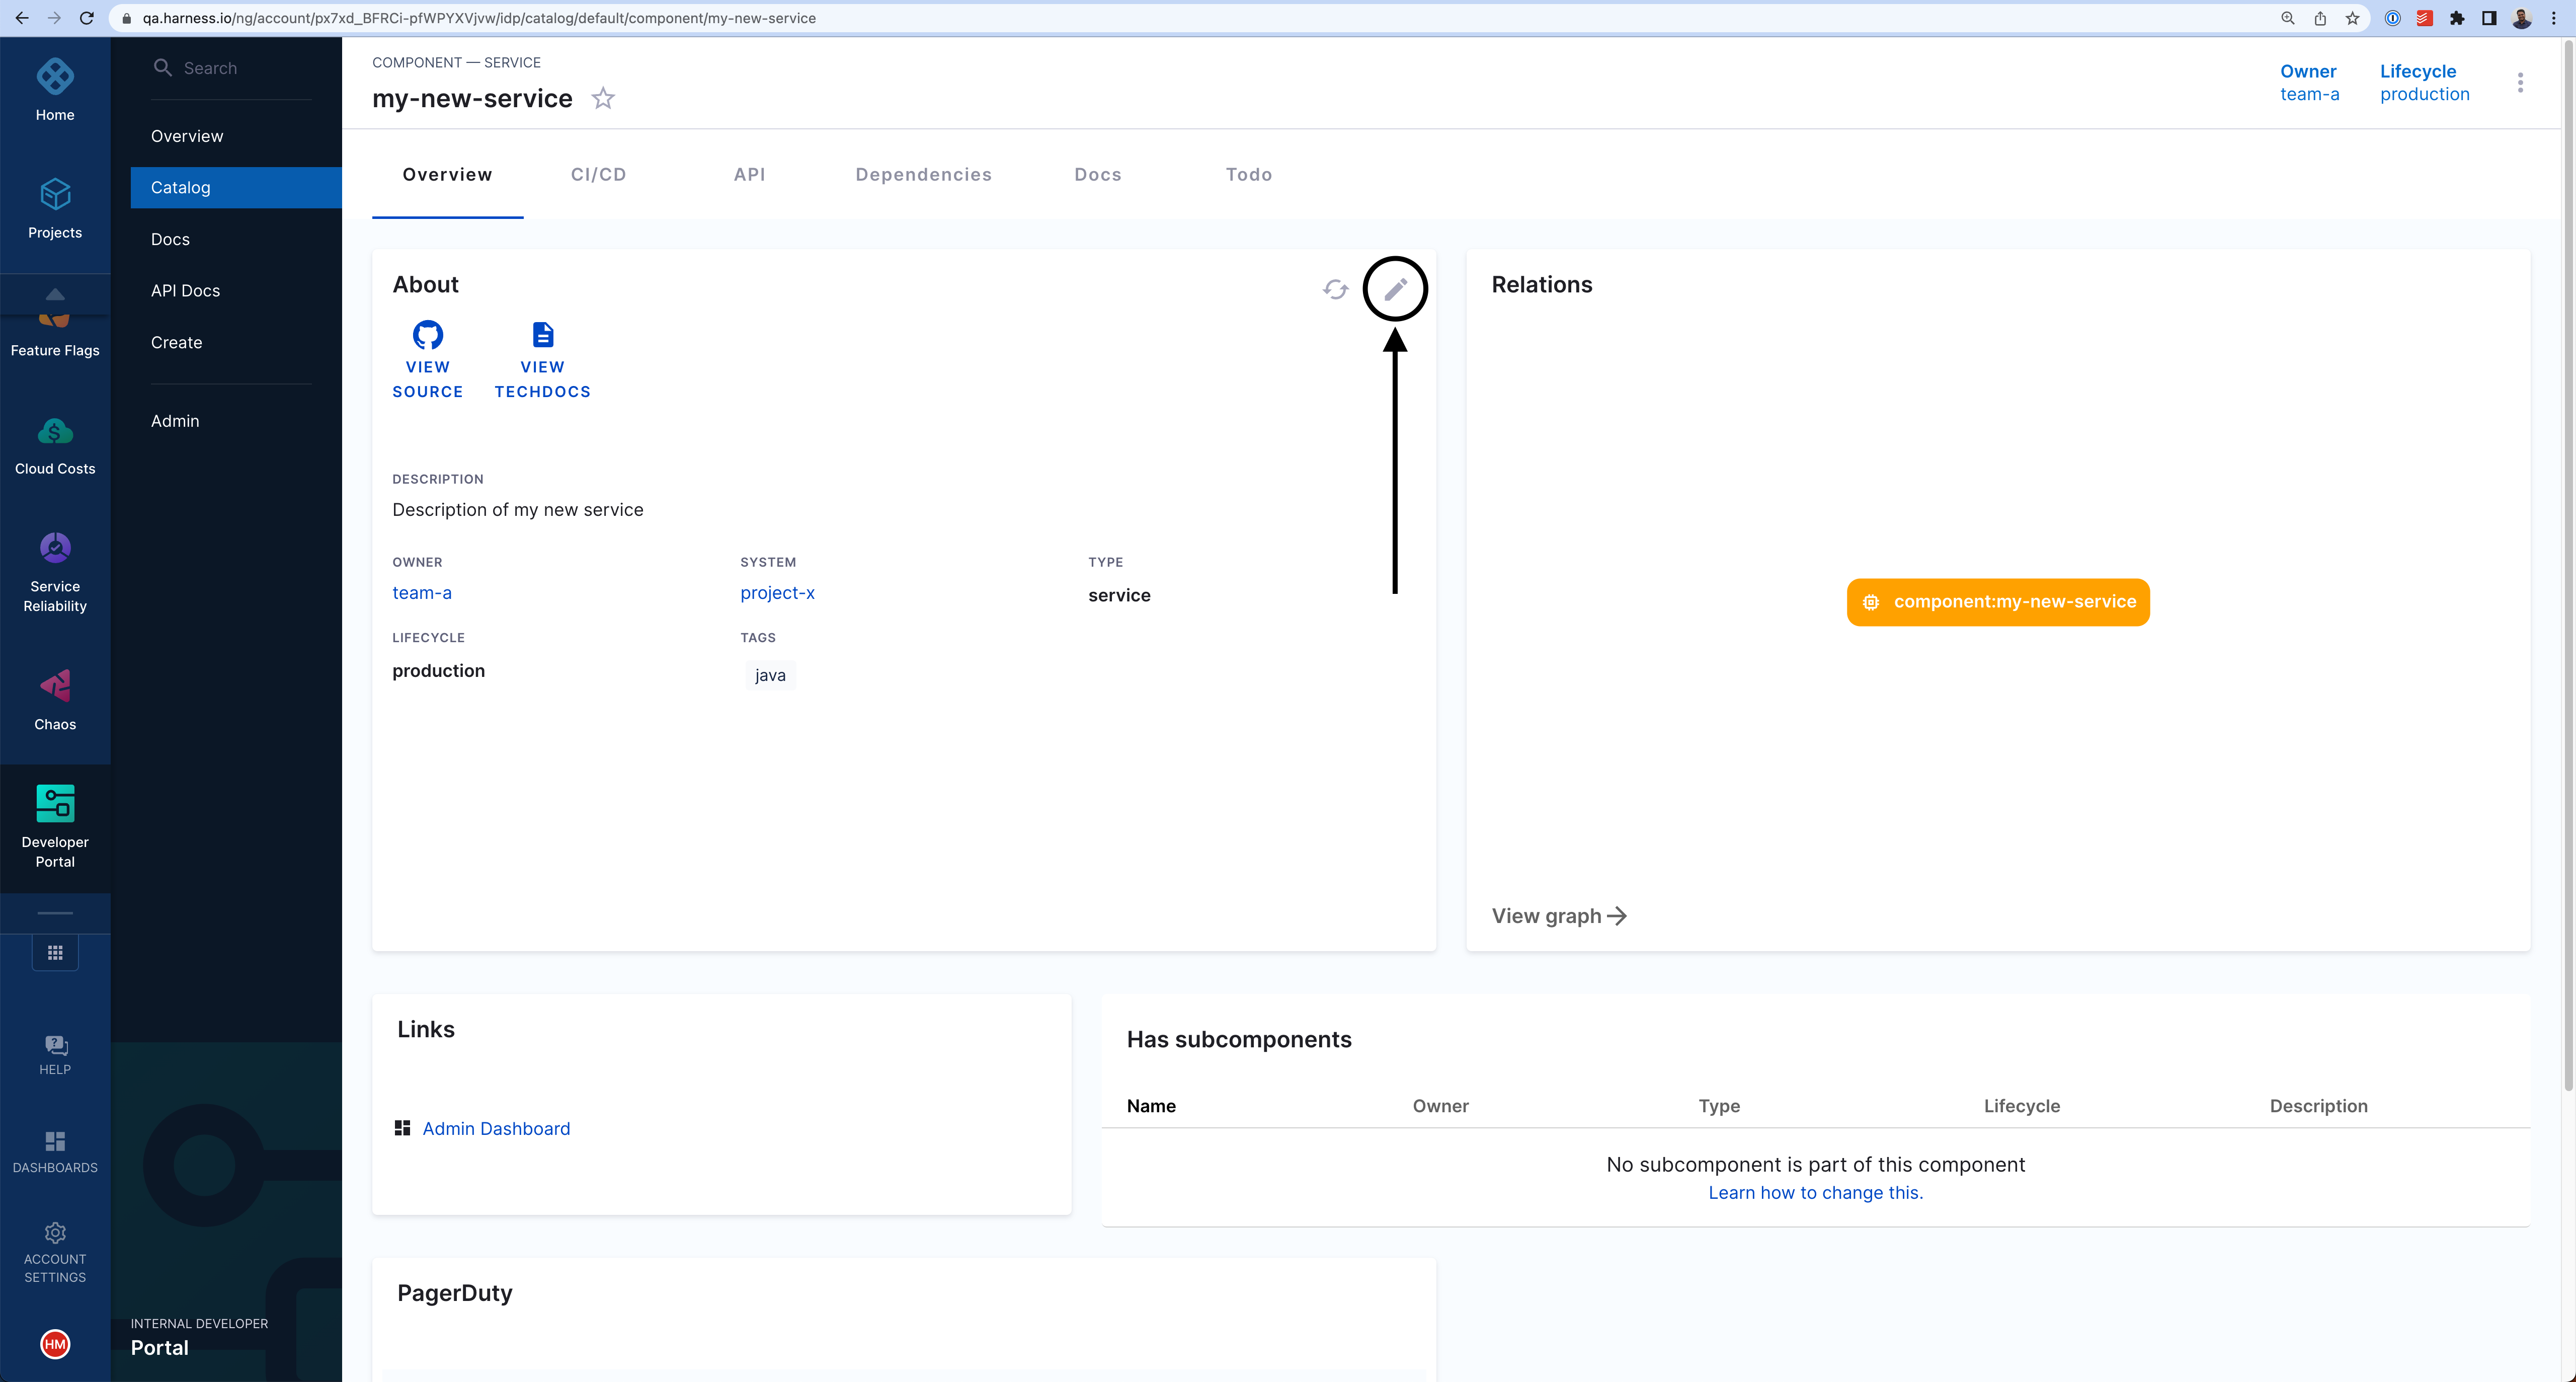 qa.harness.io/ng/account/px7xd_BFRCi-pfWPYXVjvw/idp/catalog/default/component/my-new-service
Home
Projects
Feature Flags
Cloud Costs
Service
Reliability
Chaos
Developer
Portal
HELP
DASHBOARDS
ACCOUNT
SETTINGS
HM
Search
Overview
Catalog
Docs
API Docs
Create
Admin
INTERNAL DEVELOPER
Portal
COMPONENT — SERVICE
my-new-service
Owner
team-a
Lifecycle
production
Overview
CI/CD
API
Dependencies
Docs
Todo
About
VIEW
SOURCE
VIEW
TECHDOCS
DESCRIPTION
Description of my new service
OWNER
team-a
SYSTEM
project-x
TYPE
service
LIFECYCLE
production
TAGS
java
Relations
component:my-new-service
View graph
Links
Admin Dashboard
Has subcomponents
Name Owner Type Lifecycle Description
No subcomponent is part of this component
Learn how to change this.
PagerDuty